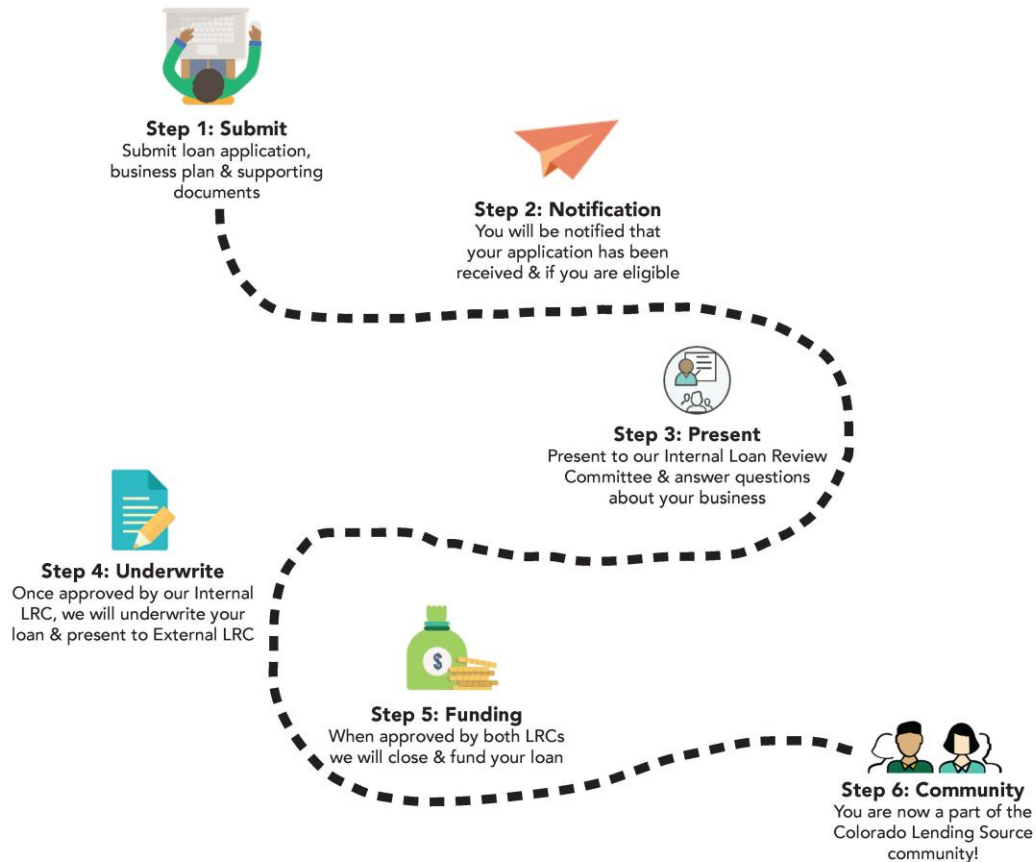 Step 1: Submit
Submit loan application,
business plan & supporting
documents
Step 2: Notification
You will be notified that
your application has been
received & if you are eligible
Step 3: Present
Present to our Internal Loan Review
Committee & answer questions
about your business
Step 4: Underwrite
Once approved by our Internal
LRC, we will underwrite your
loan & present to External LRC
$
Step 5: Funding
When approved by both LRCs
we will close & fund your loan
Step 6: Community
You are now a part of the
Colorado Lending Source
community!